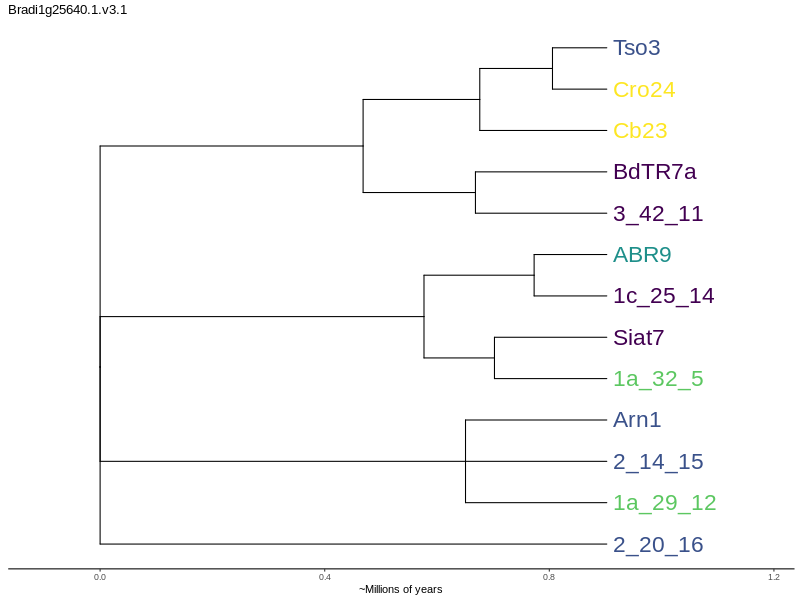 Bradi1g25640.1.v3.1
Tso3
Cro24
Cb23
BdTR7a
3_42_11
ABR9
1c_25_14
Siat7
1a_32_5
Arn1
2_14_15
1a_29_12
2_20_16
0.0 0.4 0.8 1.2
~Millions of years